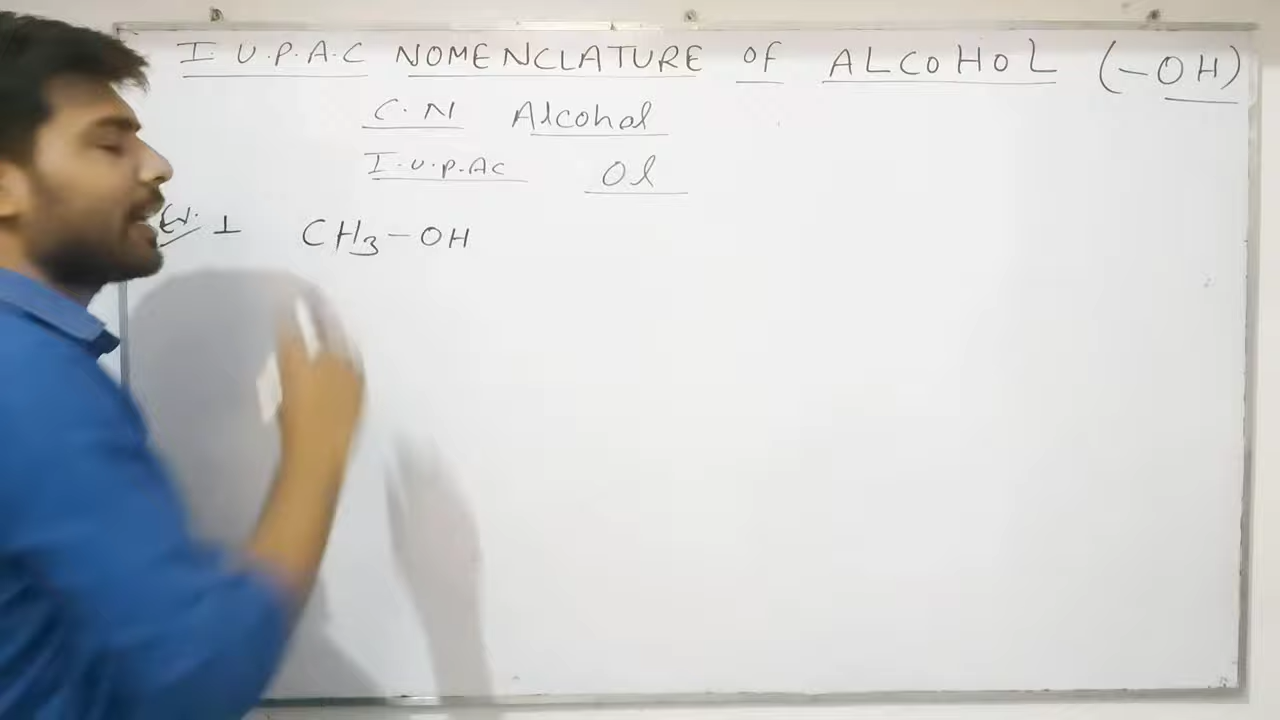 I.U.P.A.C NOMENCLATURE OF ALCOHOL (-OH)
C.N Alcohol
I.U.P.AC Ol
1 CH3-OH